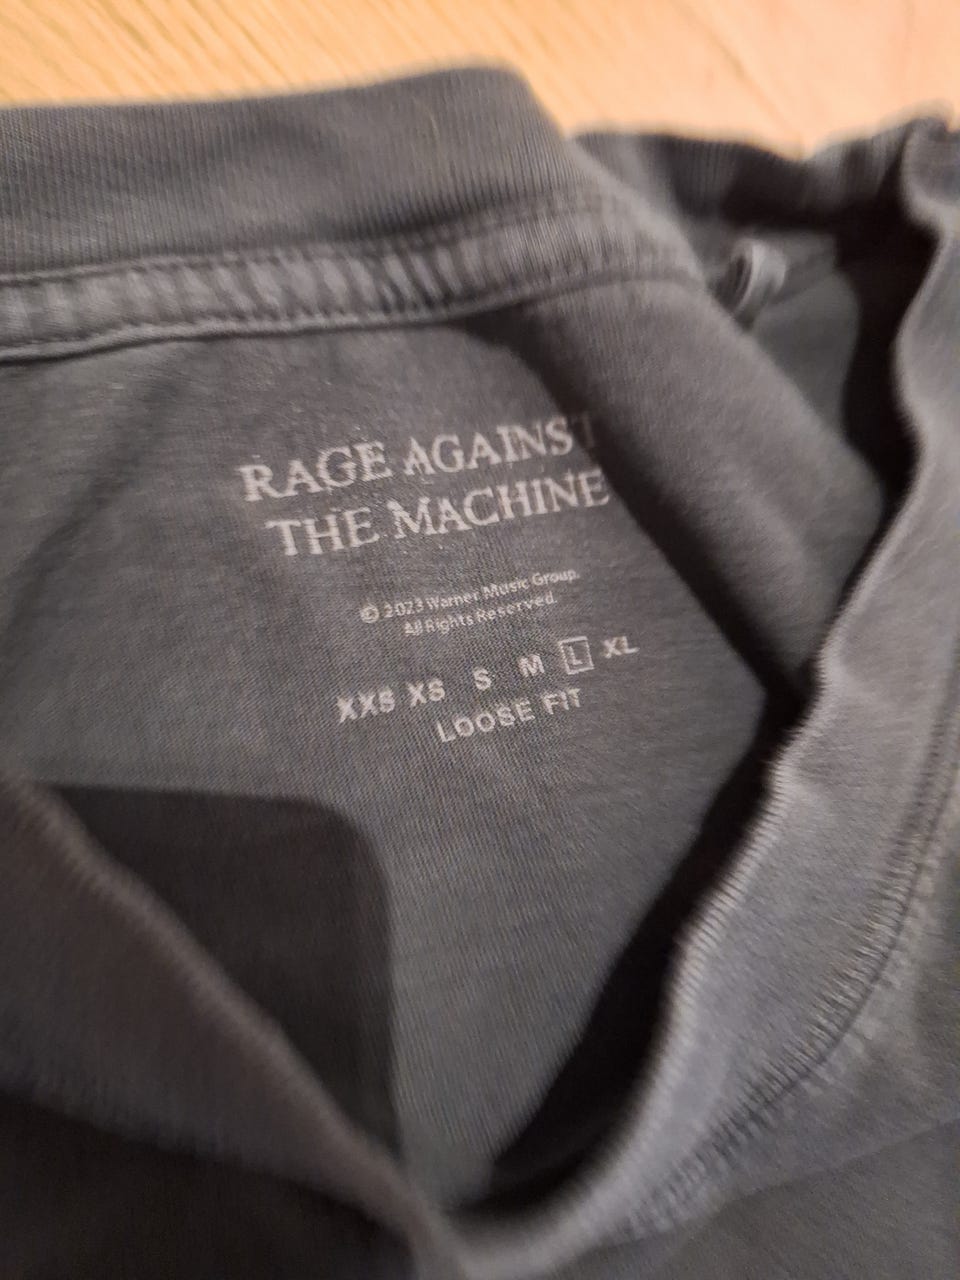 RAGE AGAINST
THE MACHINE
© 2023 Warner Music Group.
All Rights Reserved.
XXS XS S M L XL
LOOSE FIT